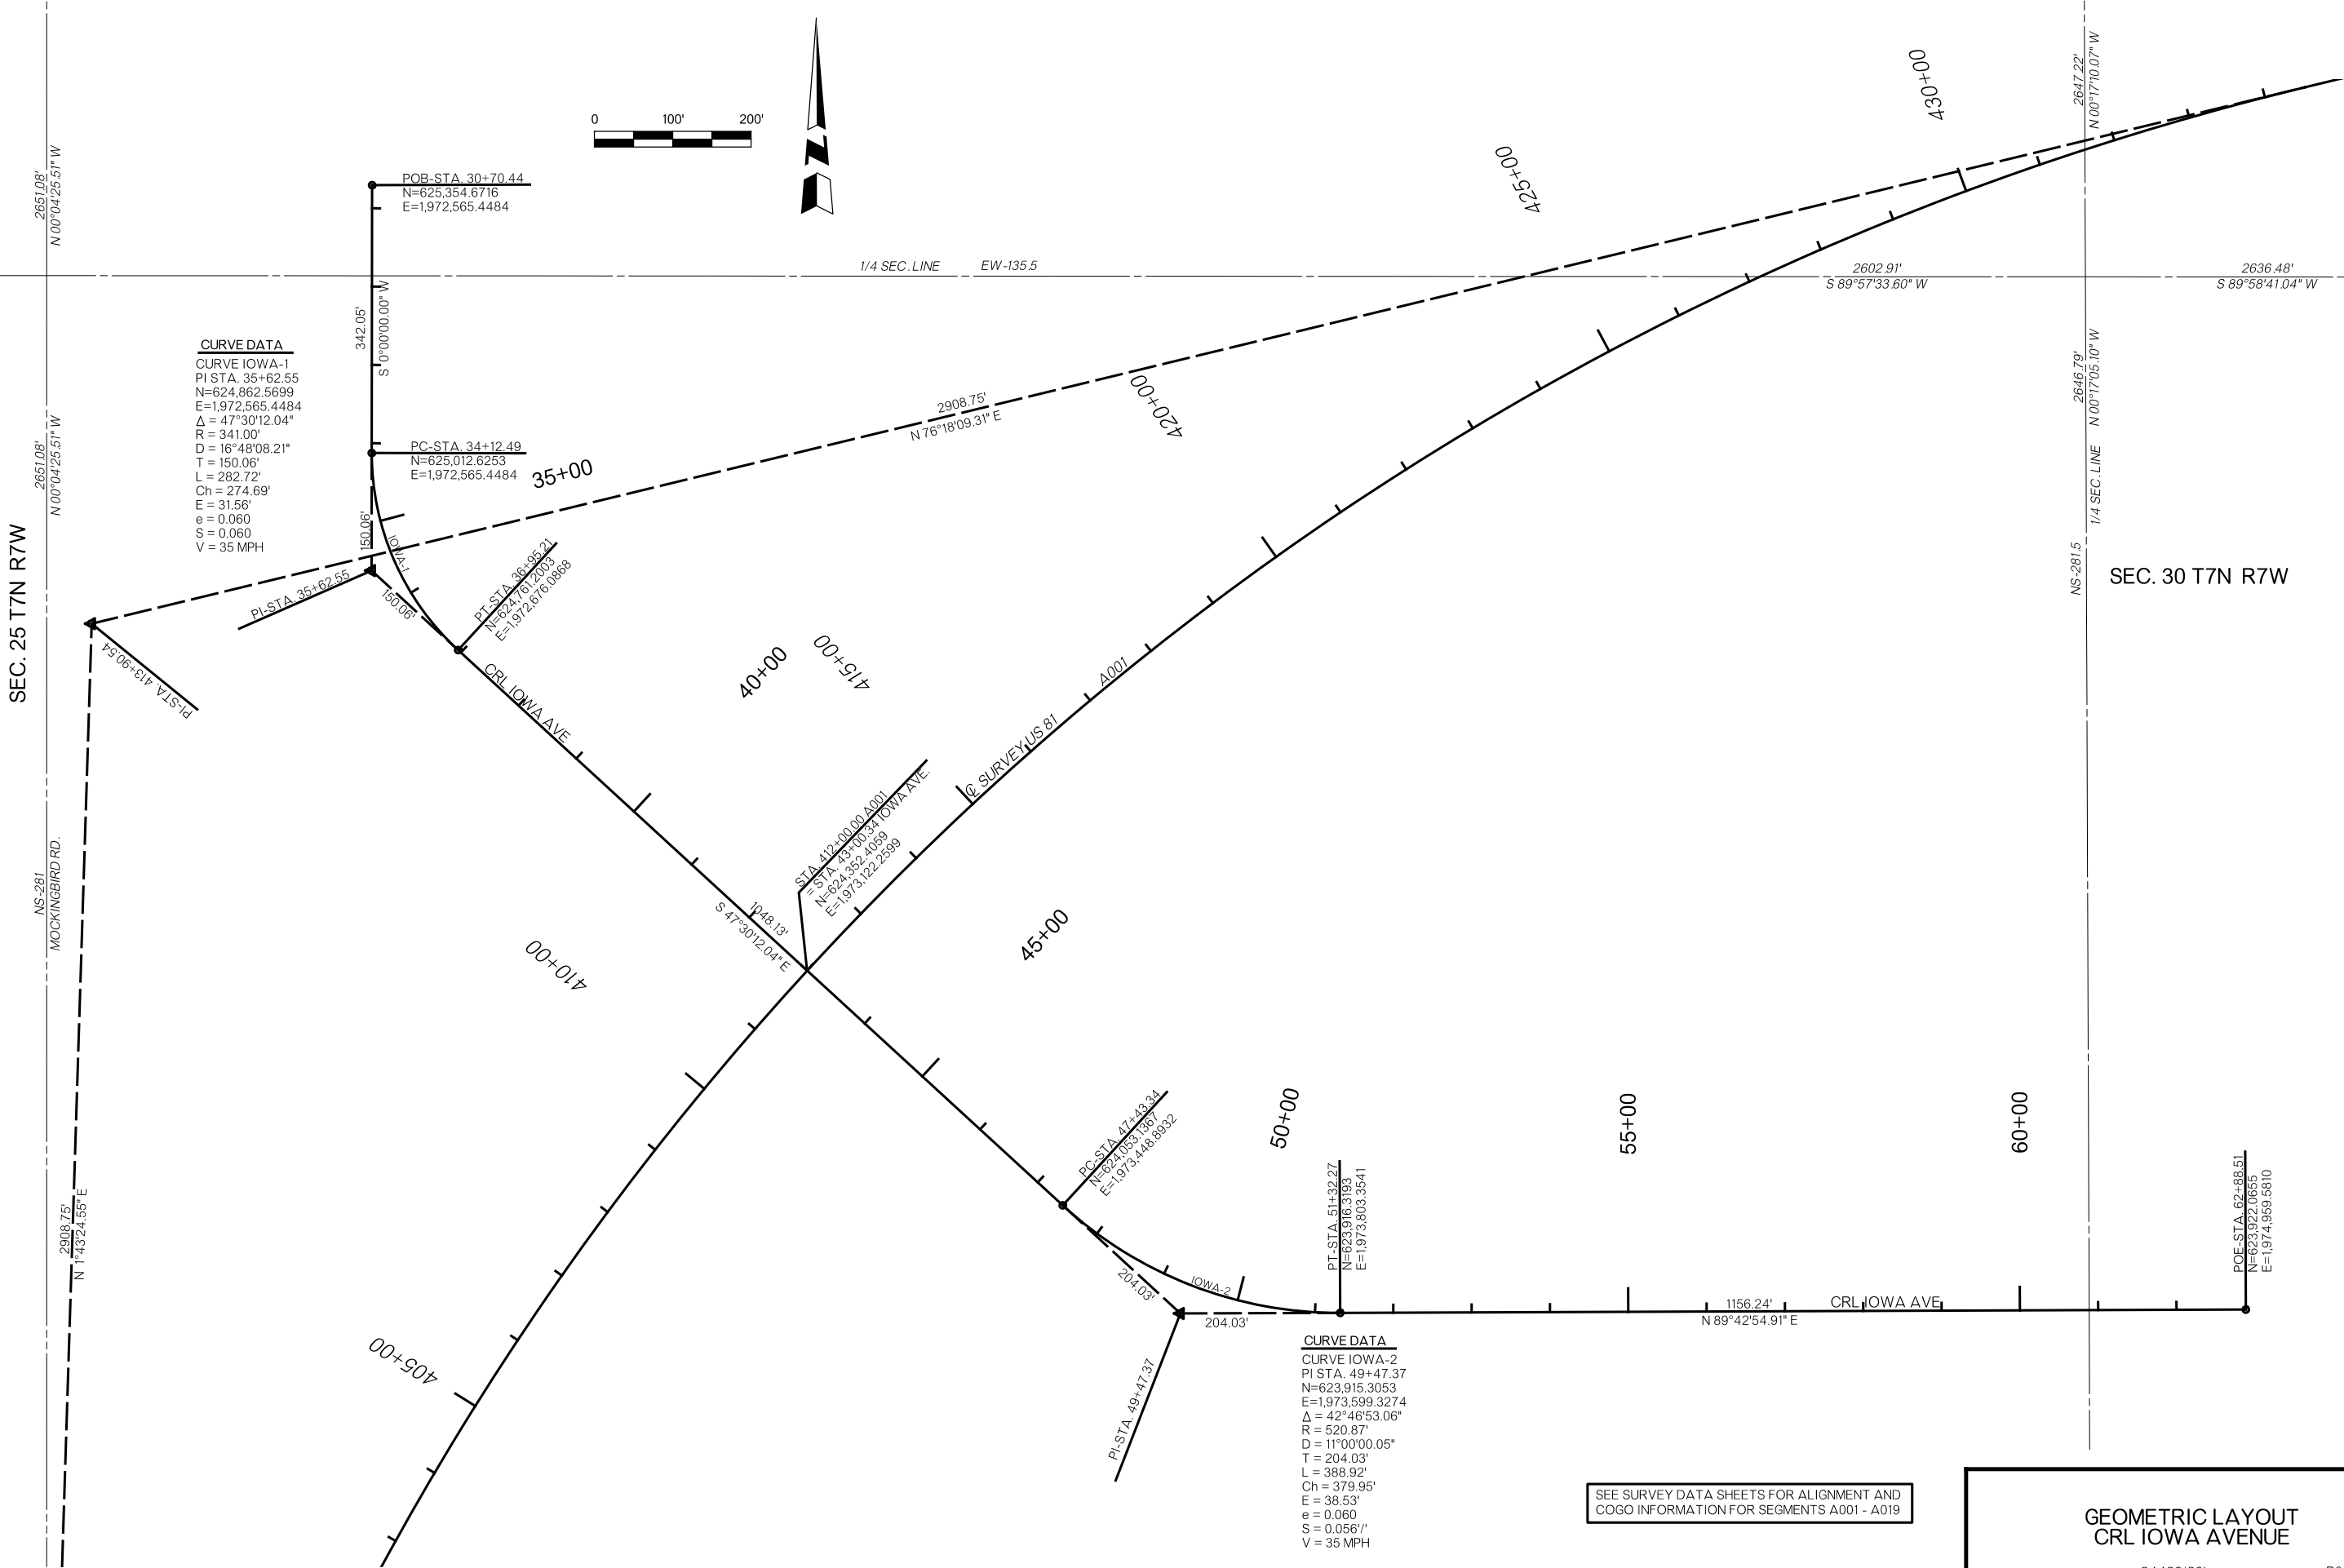 2651.08'
N 00°04'25.51" W
2651.08'
N 00°04'25.51" W
SEC. 25 T7N R7W
NS-281
MOCKINGBIRD RD.
2908.75'
N 1°43'24.55" E
0 100' 200'
N
POB-STA. 30+70.44
N=625,354.6716
E=1,972,565.4484
1/4 SEC. LINE EW-135.5
342.05'
S 0°00'00.00" W
CURVE DATA
CURVE IOWA-1
PI STA. 35+62.55
N=624,862.5699
E=1,972,565.4484
Δ = 47°30'12.04"
R = 341.00'
D = 16°48'08.21"
T = 150.06'
L = 282.72'
Ch = 274.69'
E = 31.56'
e = 0.060
S = 0.060
V = 35 MPH
PC-STA. 34+12.49
N=625,012.6253
E=1,972,565.4484
35+00
150.06'
IOWA-1
PI-STA. 35+62.55
150.06'
PT-STA. 36+95.21
N=624,761.2003
E=1,972,676.0868
PI-STA. 413+90.54
CRL IOWA AVE
2908.75'
N 76°18'09.31" E
40+00
415+00
420+00
425+00
430+00
2647.22'
N 00°17'10.07" W
2602.91'
S 89°57'33.60" W
2636.48'
S 89°58'41.04" W
2646.79'
N 00°17'05.10" W
1/4 SEC. LINE
NS-281.5
SEC. 30 T7N R7W
A001
℄ SURVEY US 81
STA. 412+00.00 A001
= STA. 43+00.34 IOWA AVE.
N=624,352.4059
E=1,973,122.2599
1048.13'
S 47°30'12.04" E
410+00
45+00
405+00
PC-STA. 47+43.34
N=624,053.1367
E=1,973,448.8932
50+00
55+00
60+00
204.03'
IOWA-2
204.03'
PI-STA. 49+47.37
PT-STA. 51+32.27
N=623,916.3193
E=1,973,803.3541
1156.24'
N 89°42'54.91" E
CRL IOWA AVE
POE-STA. 62+88.51
N=623,922.0655
E=1,974,959.5810
CURVE DATA
CURVE IOWA-2
PI STA. 49+47.37
N=623,915.3053
E=1,973,599.3274
Δ = 42°46'53.06"
R = 520.87'
D = 11°00'00.05"
T = 204.03'
L = 388.92'
Ch = 379.95'
E = 38.53'
e = 0.060
S = 0.056'/'
V = 35 MPH
SEE SURVEY DATA SHEETS FOR ALIGNMENT AND
COGO INFORMATION FOR SEGMENTS A001 - A019
GEOMETRIC LAYOUT
CRL IOWA AVENUE